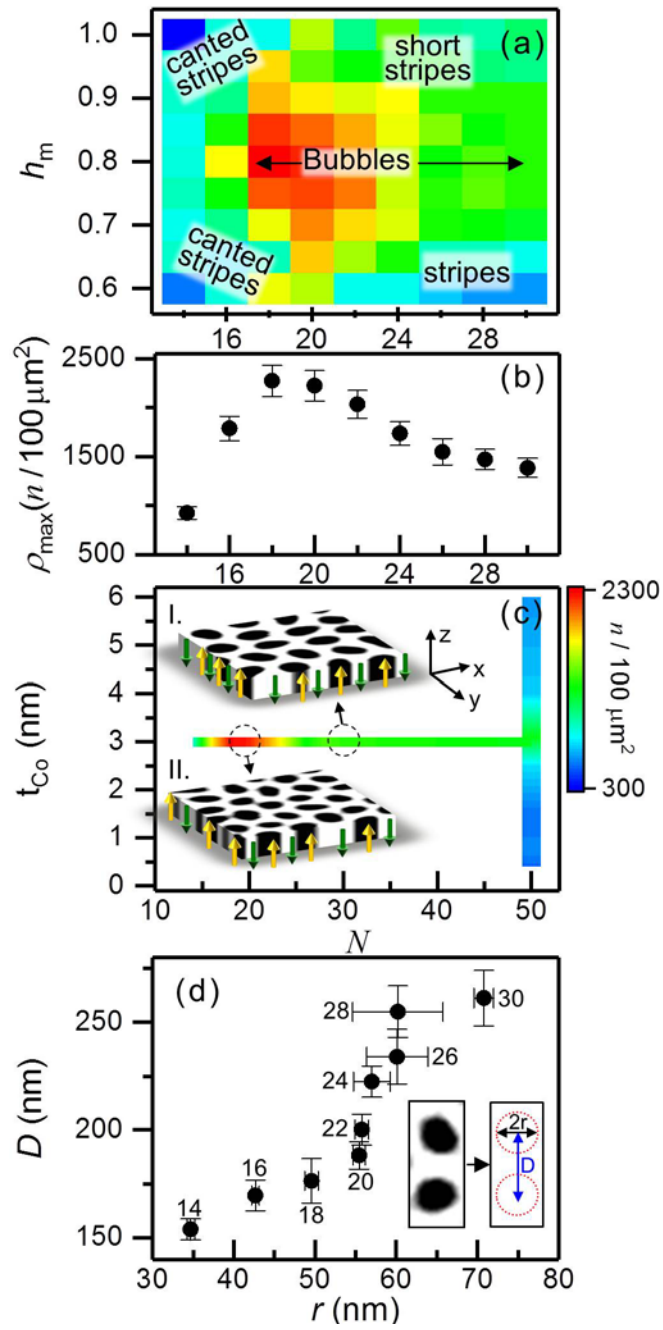 (a)
canted stripes
short stripes
Bubbles
canted stripes
stripes
h_m
1.0
0.9
0.8
0.7
0.6
16 20 24 28
(b)
ρ_max(n / 100 μm²)
2500
1500
500
16 20 24 28
(c)
I.
II.
z
x
y
t_Co (nm)
6
5
4
3
2
1
0
10 20 30 40 50
N
2300
n / 100 μm²
300
(d)
D (nm)
250
200
150
14
16
18
20
22
24
26
28
30
2r
D
30 40 50 60 70 80
r (nm)